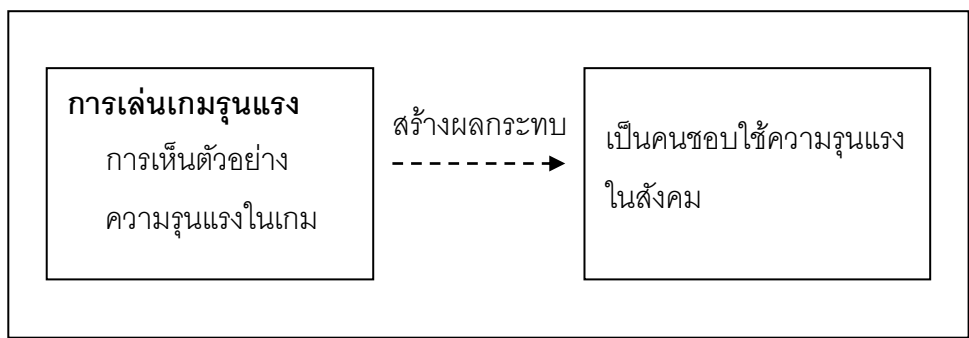 การเล่นเกมรุนแรง
การเห็นตัวอย่าง
ความรุนแรงในเกม
สร้างผลกระทบ
เป็นคนชอบใช้ความรุนแรง
ในสังคม